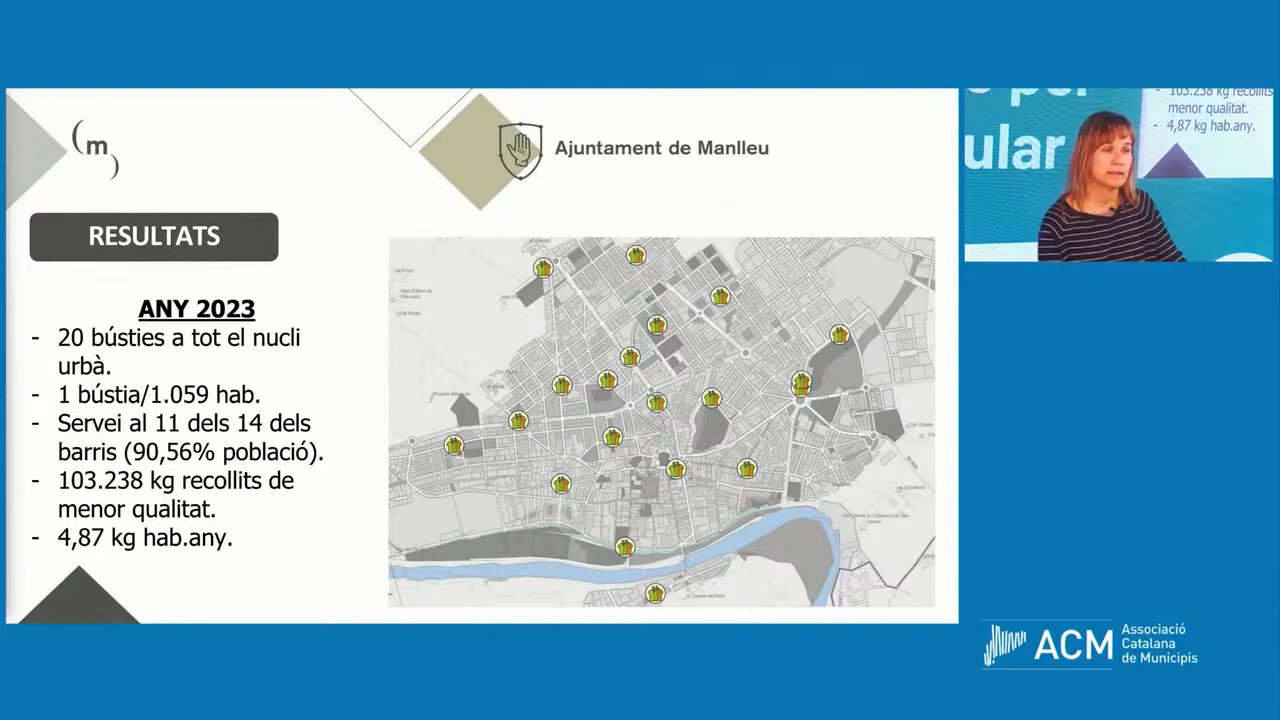 (m)
Ajuntament de Manlleu
RESULTATS
ANY 2023
- 20 bústies a tot el nucli
urbà.
- 1 bústia/1.059 hab.
- Servei al 11 dels 14 dels
barris (90,56% població).
- 103.238 kg recollits de
menor qualitat.
- 4,87 kg hab.any.
103.238 kg recollits
menor qualitat.
- 4,87 kg hab.any.
ular
ACM
Associació
Catalana
de Municipis